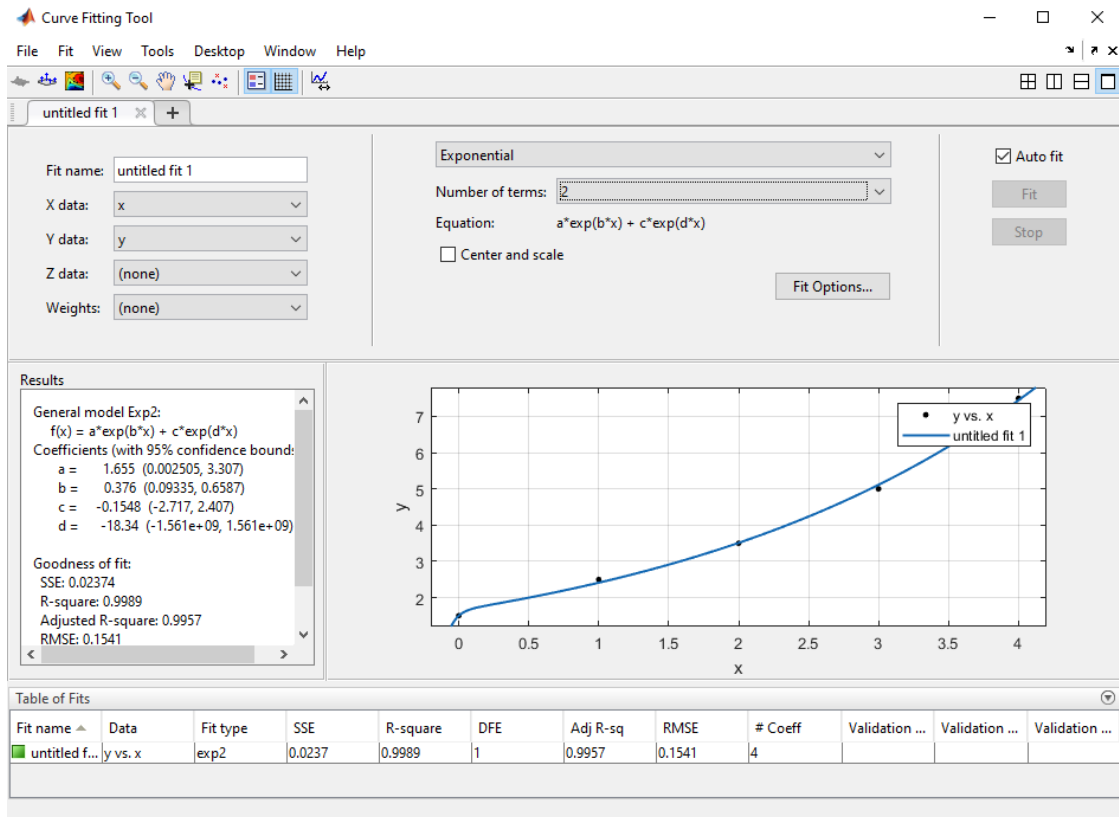 Curve Fitting Tool
File Fit View Tools Desktop Window Help
untitled fit 1
Fit name: untitled fit 1
X data: x
Y data: y
Z data: (none)
Weights: (none)
Exponential
Number of terms: 2
Equation: a*exp(b*x) + c*exp(d*x)
Center and scale
Fit Options...
Auto fit
Fit
Stop
Results
General model Exp2:
f(x) = a*exp(b*x) + c*exp(d*x)
Coefficients (with 95% confidence bounds
a = 1.655 (0.002505, 3.307)
b = 0.376 (0.09335, 0.6587)
c = -0.1548 (-2.717, 2.407)
d = -18.34 (-1.561e+09, 1.561e+09)
Goodness of fit:
SSE: 0.02374
R-square: 0.9989
Adjusted R-square: 0.9957
RMSE: 0.1541
y vs. x
untitled fit 1
7
6
5
4
3
2
y
0 0.5 1 1.5 2 2.5 3 3.5 4
x
Table of Fits
Fit name Data Fit type SSE R-square DFE Adj R-sq RMSE # Coeff Validation ... Validation ... Validation ...
untitled f... y vs. x exp2 0.0237 0.9989 1 0.9957 0.1541 4